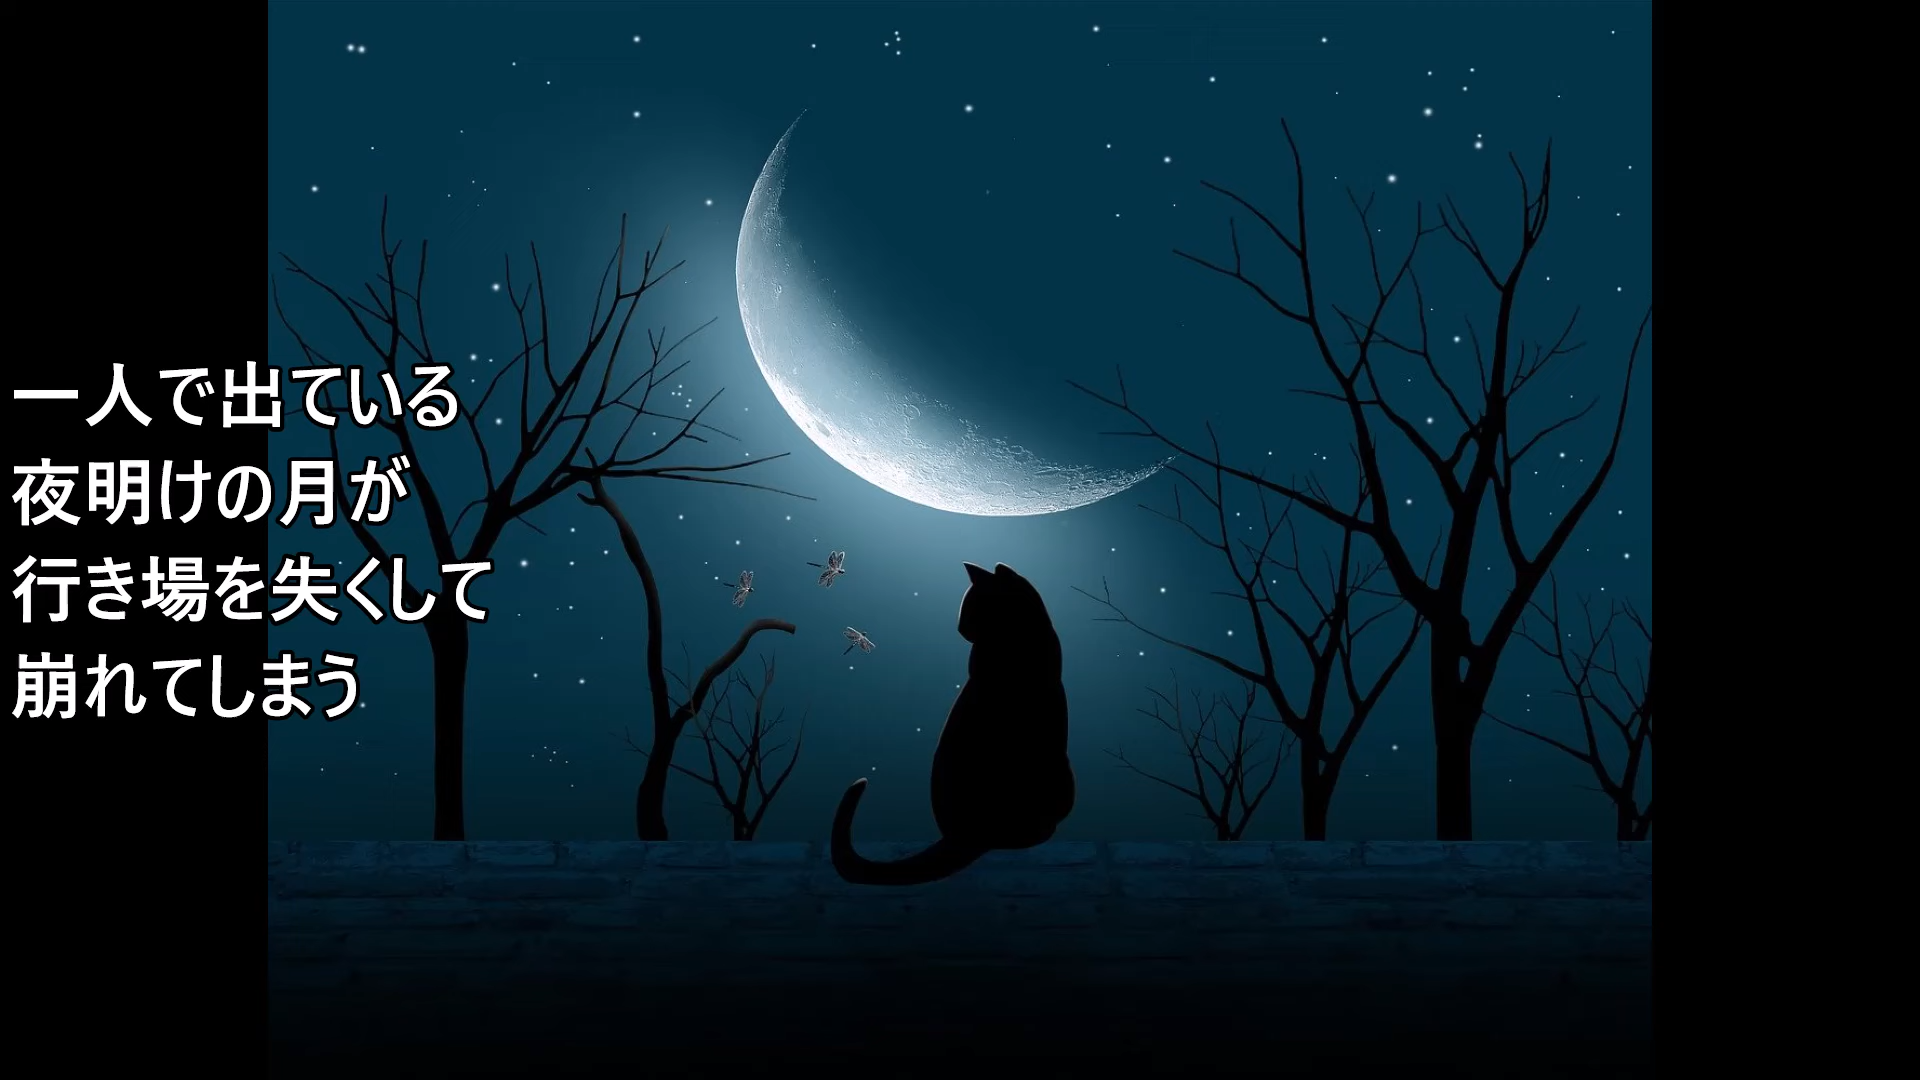 一人で出ている
夜明けの月が
行き場を失くして
崩れてしまう